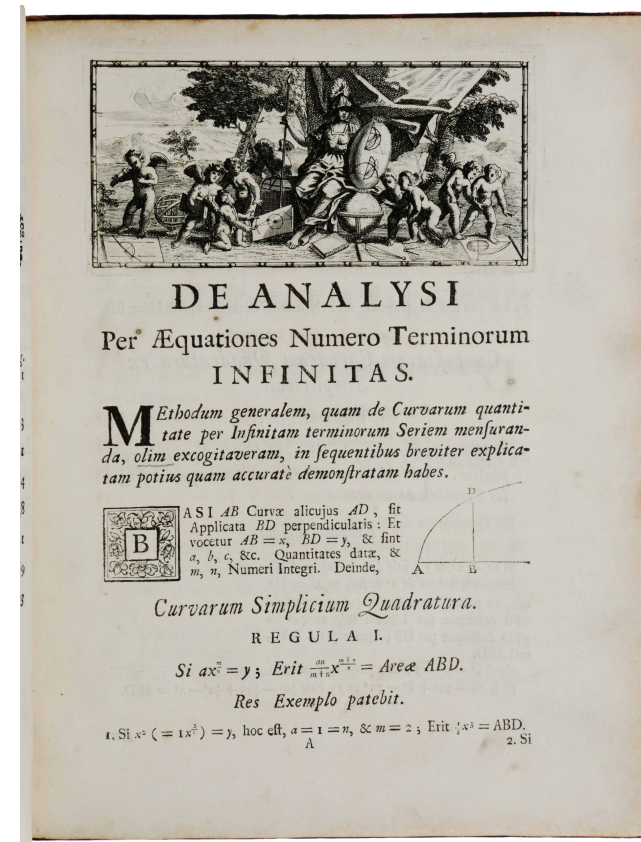 DE ANALYSI
Per Æquationes Numero Terminorum
INFINITAS.
MEthodum generalem, quam de Curvarum quanti-
tate per Infinitam terminorum Seriem menſuran-
da, olim excogitaveram, in ſequentibus breviter explica-
tam potius quam accuratè demonſtratam habes.
BASI AB Curvæ alicujus AD, ſit
Applicata BD perpendicularis: Et
vocetur AB = x, BD = y, & ſint
a, b, c, &c. Quantitates datæ, &
m, n, Numeri Integri. Deinde,
D
A B
Curvarum Simplicium Quadratura.
REGULA I.
Si ax^(m/n) = y; Erit an/(m+n) x^((m+n)/n) = Areæ ABD.
Res Exemplo patebit.
1. Si x² (= 1x^(2/1)) = y, hoc eſt, a = 1 = n, & m = 2; Erit ⅓x³ = ABD.
A 2. Si